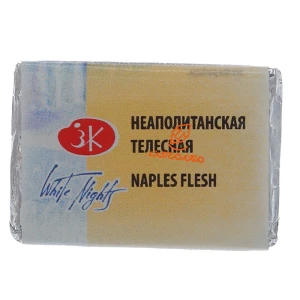 ЗК
НЕАПОЛИТАНСКАЯ
ТЕЛЕСНАЯ
White Nights
NAPLES FLESH